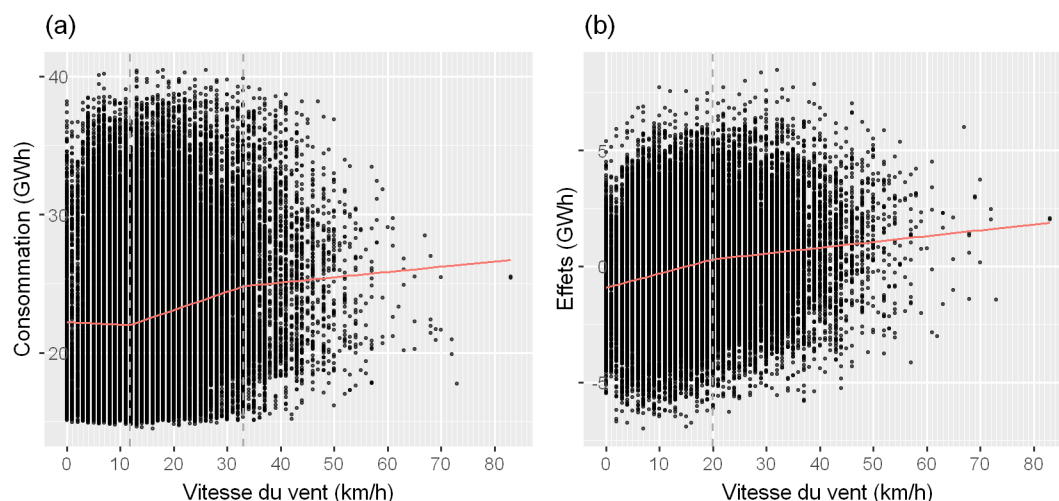 (a)
Consommation (GWh)
40
30
20
0 10 20 30 40 50 60 70 80
Vitesse du vent (km/h)
(b)
Effets (GWh)
5
0
-5
0 10 20 30 40 50 60 70 80
Vitesse du vent (km/h)